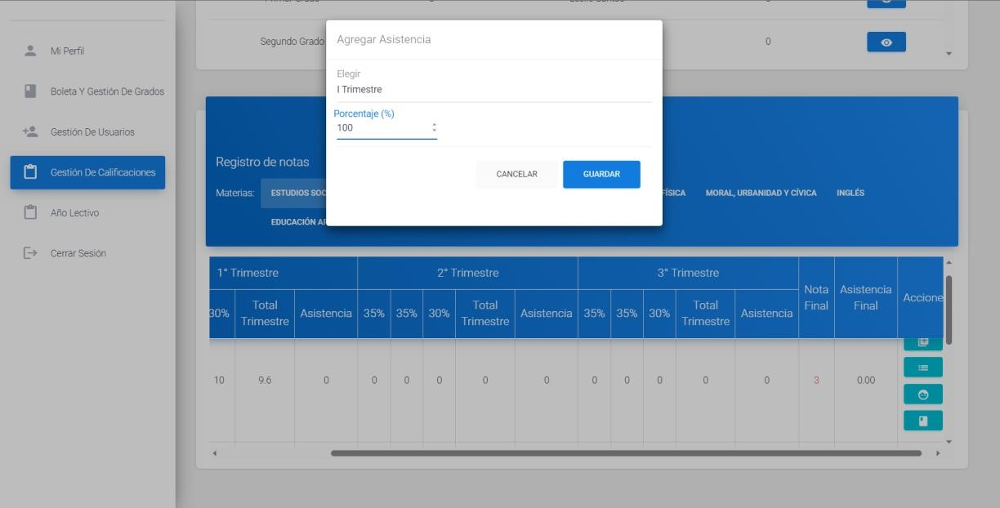 Mi Perfil
Boleta Y Gestión De Grados
Gestión De Usuarios
Gestión De Calificaciones
Año Lectivo
Cerrar Sesión
Segundo Grado
0
Agregar Asistencia
Elegir
I Trimestre
Porcentaje (%)
100
CANCELAR
GUARDAR
Registro de notas
Materias: ESTUDIOS SOC FÍSICA MORAL, URBANIDAD Y CÍVICA INGLÉS
EDUCACIÓN AR
1° Trimestre 2° Trimestre 3° Trimestre
30% Total Trimestre Asistencia 35% 35% 30% Total Trimestre Asistencia 35% 35% 30% Total Trimestre Asistencia Nota Final Asistencia Final Accione
10 9.6 0 0 0 0 0 0 0 0 0 0 0 3 0.00